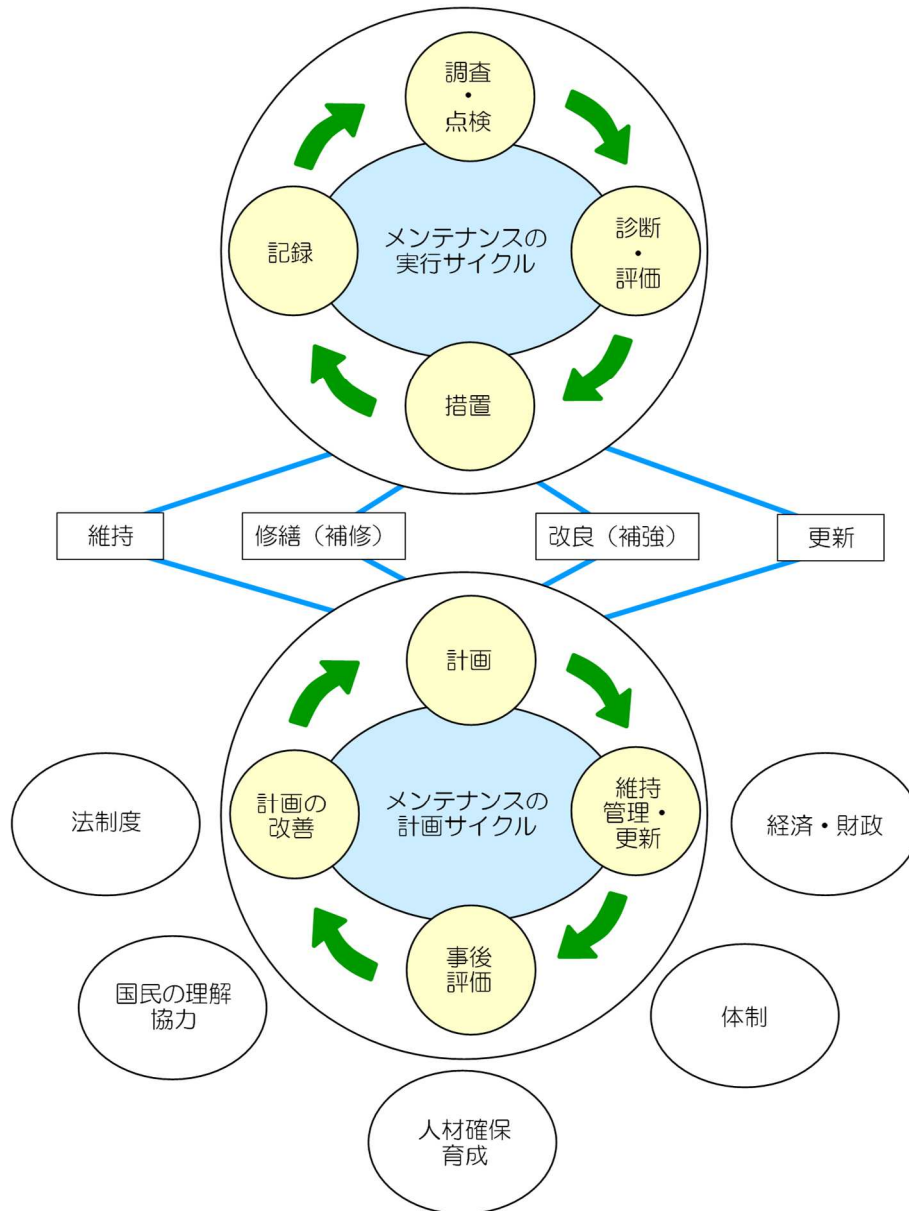 調査
・
点検
診断
・
評価
メンテナンスの
実行サイクル
記録
措置
維持
修繕（補修）
改良（補強）
更新
計画
維持
管理・
更新
メンテナンスの
計画サイクル
計画の
改善
事後
評価
法制度
経済・財政
国民の理解
協力
体制
人材確保
育成